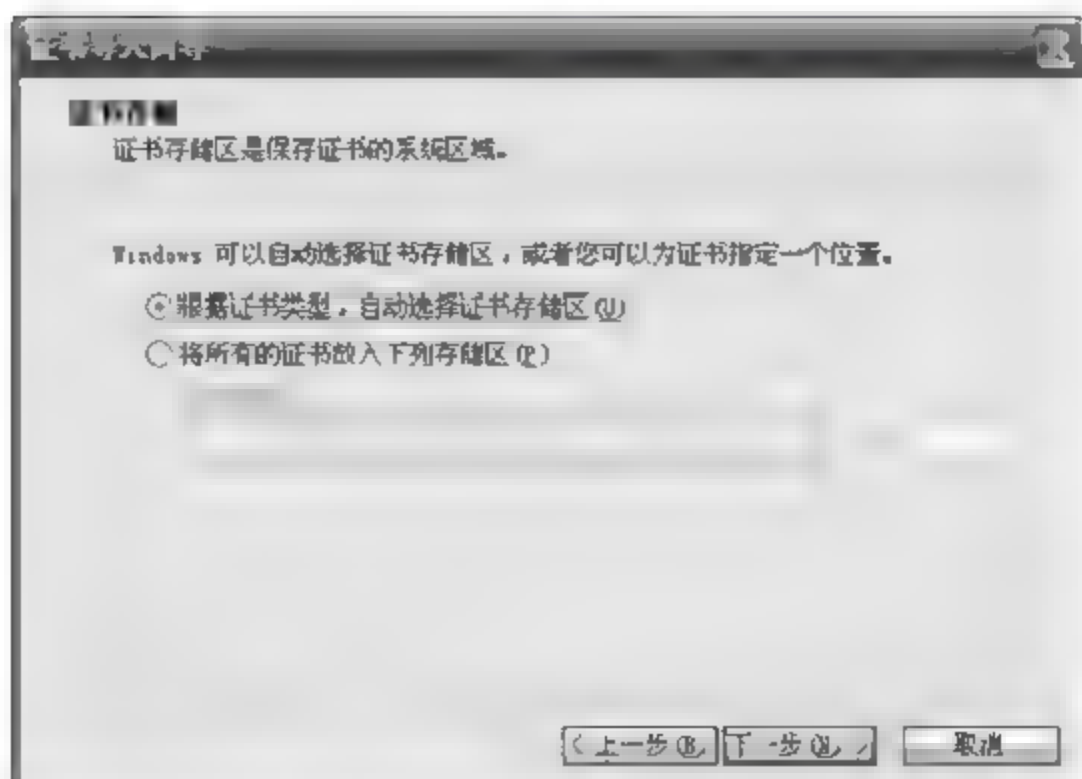 证书存储
证书存储区是保存证书的系统区域。
Windows 可以自动选择证书存储区，或者您可以为证书指定一个位置。
根据证书类型，自动选择证书存储区(U)
将所有的证书放入下列存储区(P)
< 上一步(B) 下一步(N) > 取消